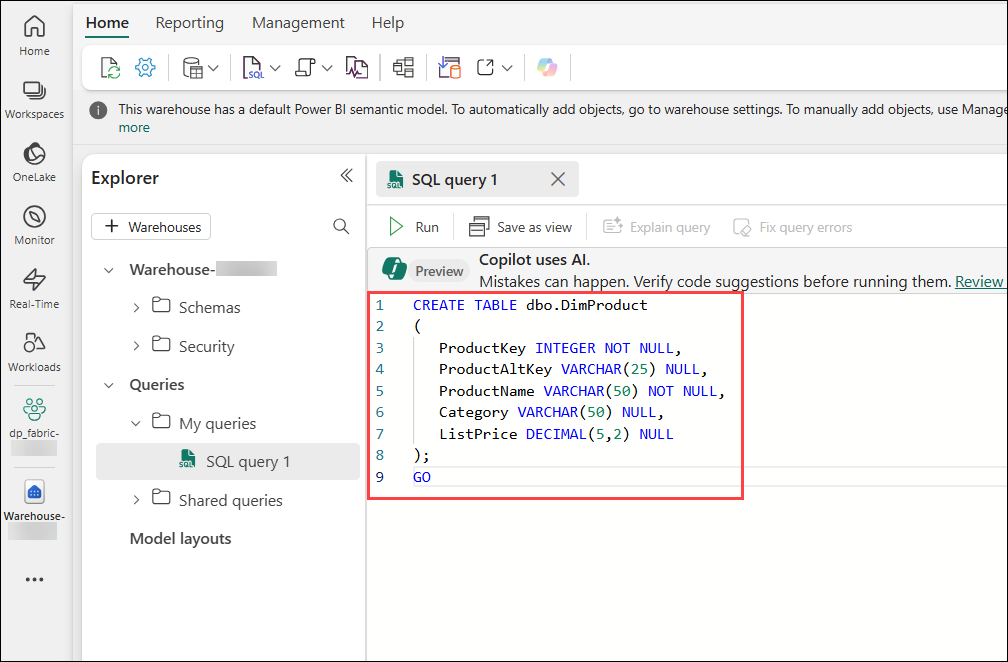 Home
Workspaces
OneLake
Monitor
Real-Time
Workloads
dp_fabric-
Warehouse-
Home Reporting Management Help
SQL
This warehouse has a default Power BI semantic model. To automatically add objects, go to warehouse settings. To manually add objects, use Manage
more
Explorer
+ Warehouses
Warehouse-
Schemas
Security
Queries
My queries
SQL SQL query 1
Shared queries
Model layouts
SQL SQL query 1
Run Save as view Explain query Fix query errors
Preview
Copilot uses AI.
Mistakes can happen. Verify code suggestions before running them. Review
1 CREATE TABLE dbo.DimProduct
2 (
3 ProductKey INTEGER NOT NULL,
4 ProductAltKey VARCHAR(25) NULL,
5 ProductName VARCHAR(50) NOT NULL,
6 Category VARCHAR(50) NULL,
7 ListPrice DECIMAL(5,2) NULL
8 );
9 GO